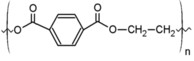 O O
C C
O O CH₂ CH₂
n